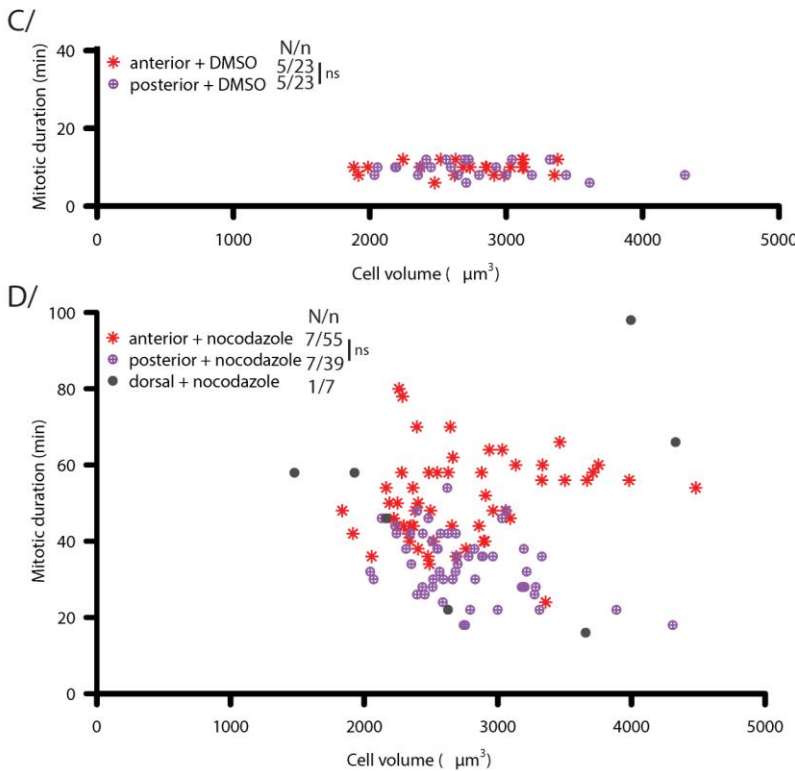 C/
Mitotic duration (min)
40
20
0
N/n
anterior + DMSO 5/23
posterior + DMSO 5/23
ns
0 1000 2000 3000 4000 5000
Cell volume ( µm³)
D/
Mitotic duration (min)
100
80
60
40
20
0
N/n
anterior + nocodazole 7/55
posterior + nocodazole 7/39
ns
dorsal + nocodazole 1/7
0 1000 2000 3000 4000 5000
Cell volume ( µm³)